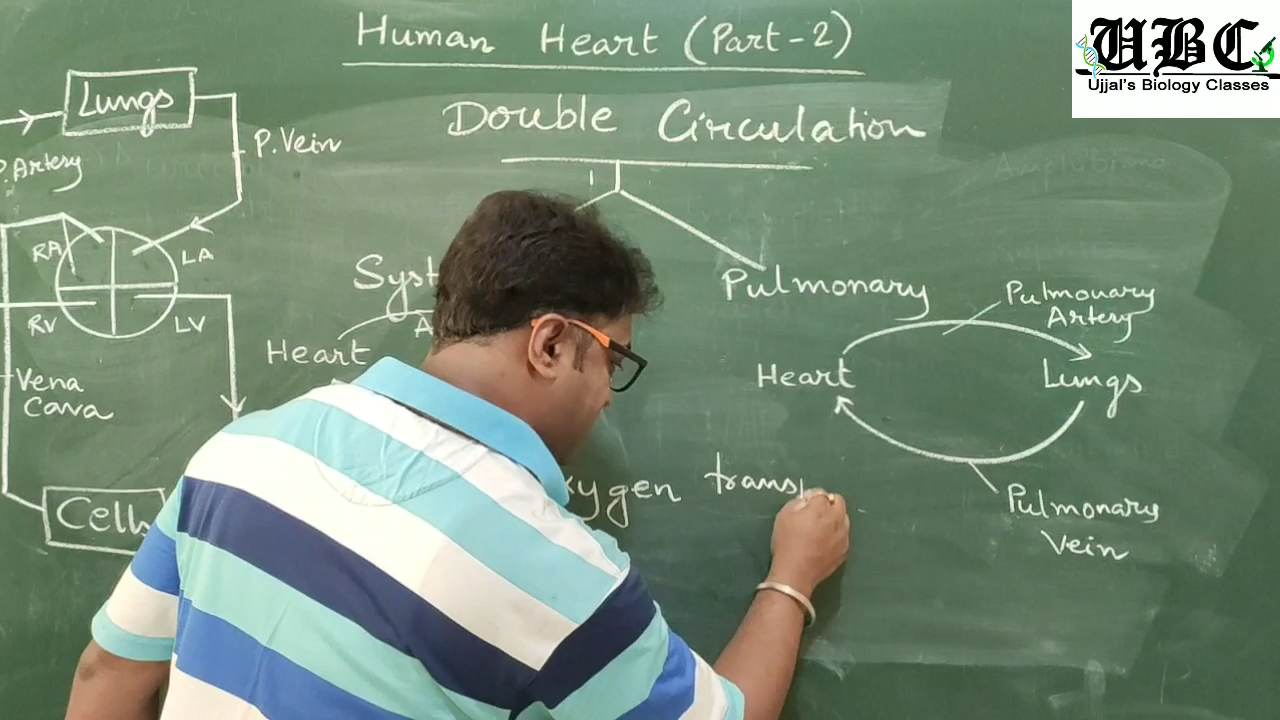 Human Heart (Part-2)
UBC
Ujjal's Biology Classes
Lungs
P. Artery
P. Vein
RA
LA
RV
LV
Vena
Cava
Cells
Double Circulation
Syst
Heart
Pulmonary
Pulmonary
Artery
Heart
Lungs
Pulmonary
Vein
xygen trans